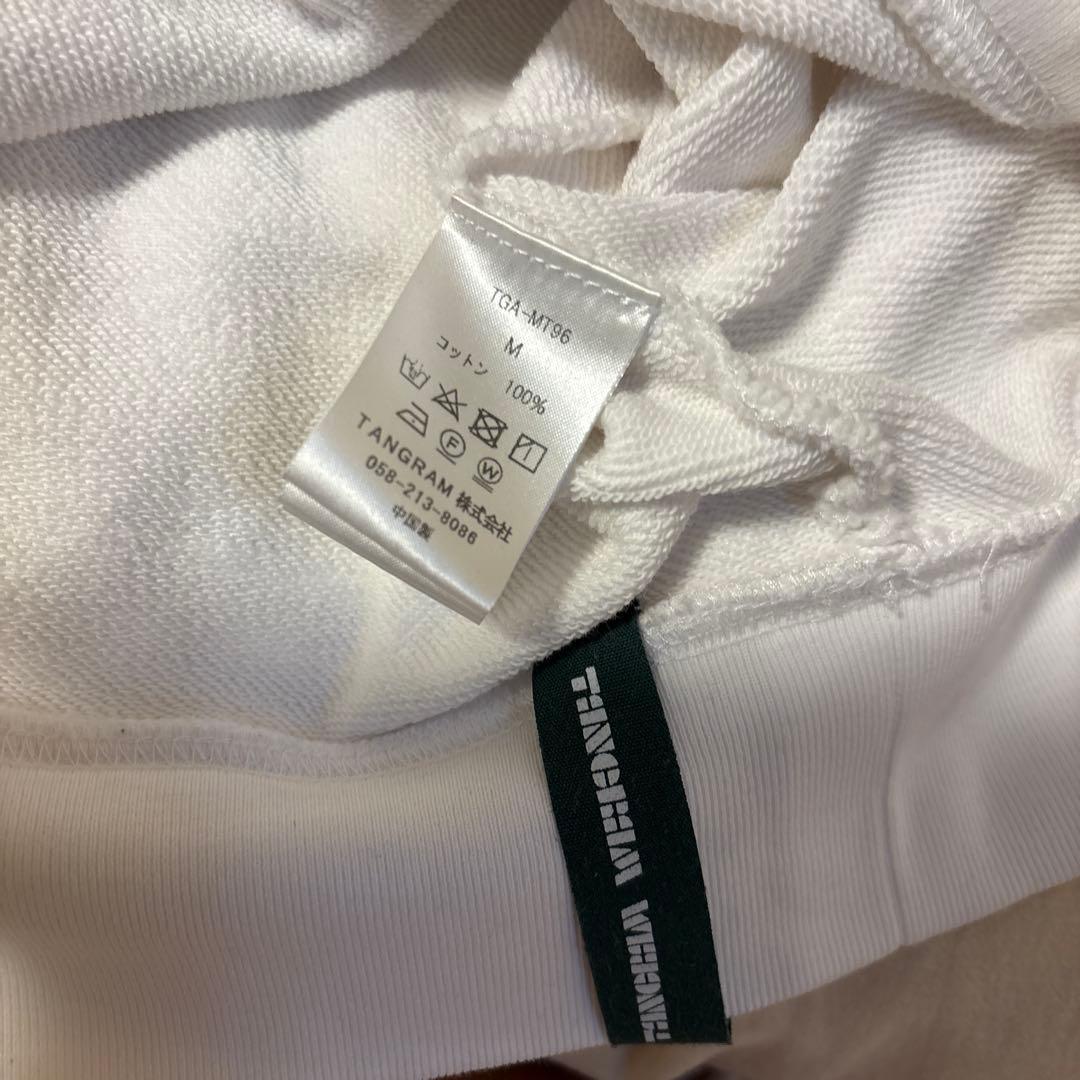 TGA-MT96
M
コットン 100%
F
W
TANGRAM 株式会社
058-213-8086
中国製
TANGRAM
TANGRAM